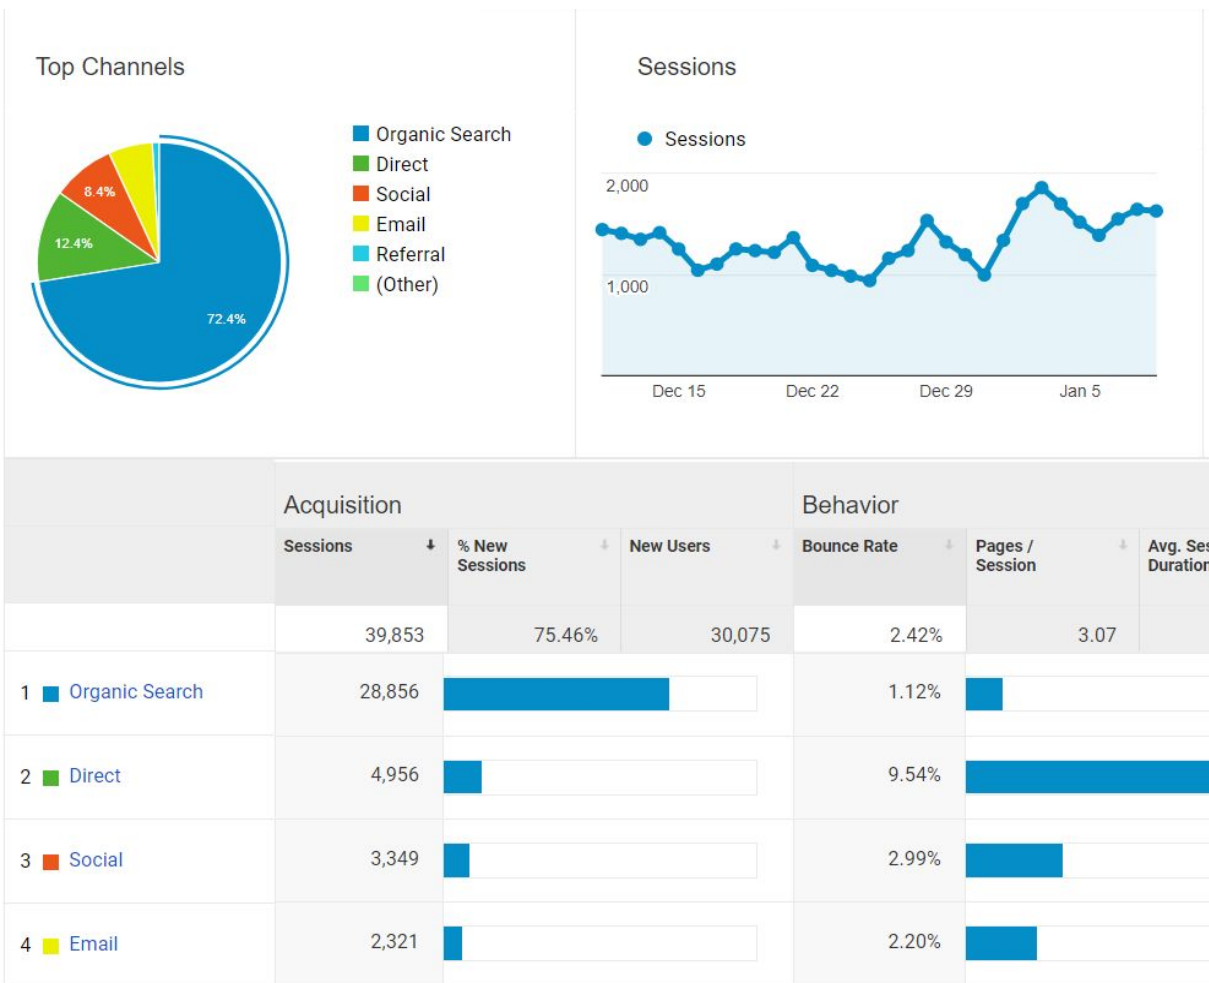 Top Channels
Organic Search
Direct
Social
Email
Referral
(Other)
8.4%
12.4%
72.4%
Sessions
Sessions
2,000
1,000
Dec 15
Dec 22
Dec 29
Jan 5
Acquisition
Behavior
Sessions
% New
Sessions
New Users
Bounce Rate
Pages /
Session
Avg. Ses
Duration
39,853 75.46% 30,075 2.42% 3.07
1 Organic Search 28,856 1.12%
2 Direct 4,956 9.54%
3 Social 3,349 2.99%
4 Email 2,321 2.20%